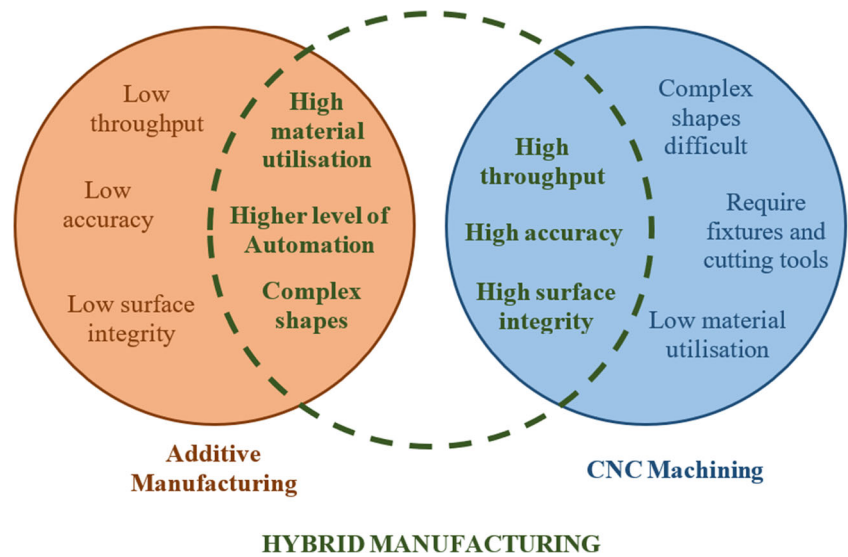 Low
throughput
Low
accuracy
Low surface
integrity
High
material
utilisation
Higher level of
Automation
Complex
shapes
High
throughput
High accuracy
High surface
integrity
Complex
shapes
difficult
Require
fixtures and
cutting tools
Low material
utilisation
Additive
Manufacturing
CNC Machining
HYBRID MANUFACTURING